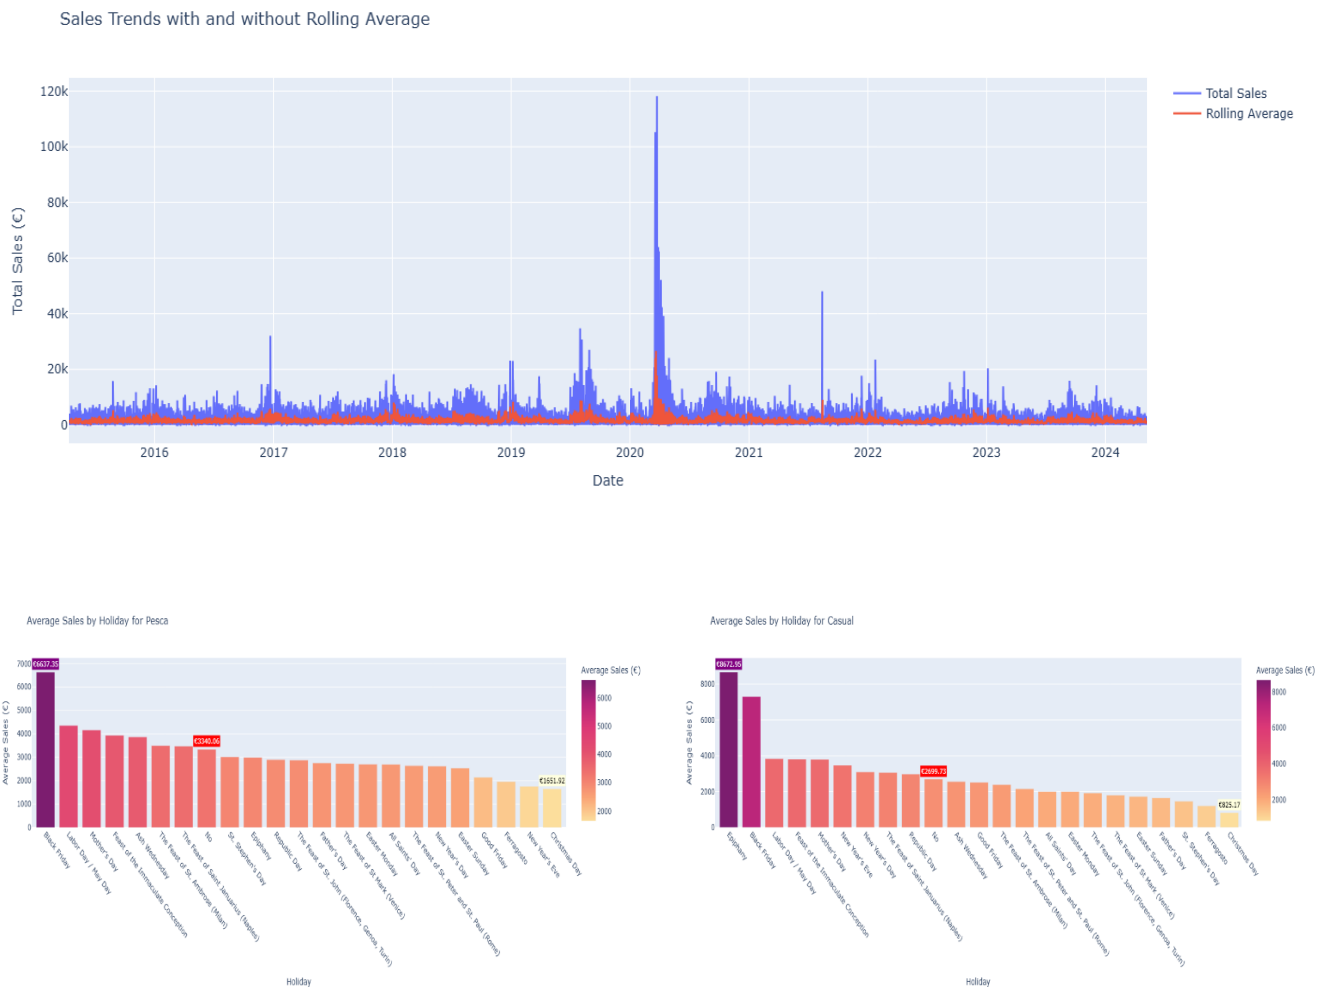 Sales Trends with and without Rolling Average
120k
100k
80k
60k
40k
20k
0
Total Sales (€)
2016 2017 2018 2019 2020 2021 2022 2023 2024
Date
Total Sales
Rolling Average
Average Sales by Holiday for Pesca
7000
6000
5000
4000
3000
2000
1000
0
Average Sales (€)
€6637.35
€3340.06
€1651.92
Black Friday
Labor Day / May Day
Mother's Day
Feast of the Immaculate Conception
Ash Wednesday
The Feast of St. Ambrose (Milan)
The Feast of Saint Januarius (Naples)
No
St. Stephen's Day
Epiphany
Republic Day
The Feast of St. John (Florence, Genoa, Turin)
Father's Day
The Feast of St Mark (Venice)
Easter Monday
All Saints' Day
The Feast of St. Peter and St. Paul (Rome)
New Year's Day
Easter Sunday
Good Friday
Ferragosto
New Year's Eve
Christmas Day
Holiday
Average Sales (€)
6000
5000
4000
3000
2000
Average Sales by Holiday for Casual
8000
6000
4000
2000
0
Average Sales (€)
€8672.95
€2699.73
€825.17
Epiphany
Black Friday
Labor Day / May Day
Feast of the Immaculate Conception
Mother's Day
New Year's Eve
New Year's Day
The Feast of Saint Januarius (Naples)
Republic Day
No
Ash Wednesday
Good Friday
The Feast of St. Ambrose (Milan)
The Feast of St. Peter and St. Paul (Rome)
All Saints' Day
Easter Monday
The Feast of St. John (Florence, Genoa, Turin)
The Feast of St Mark (Venice)
Easter Sunday
Father's Day
St. Stephen's Day
Ferragosto
Christmas Day
Holiday
Average Sales (€)
8000
6000
4000
2000